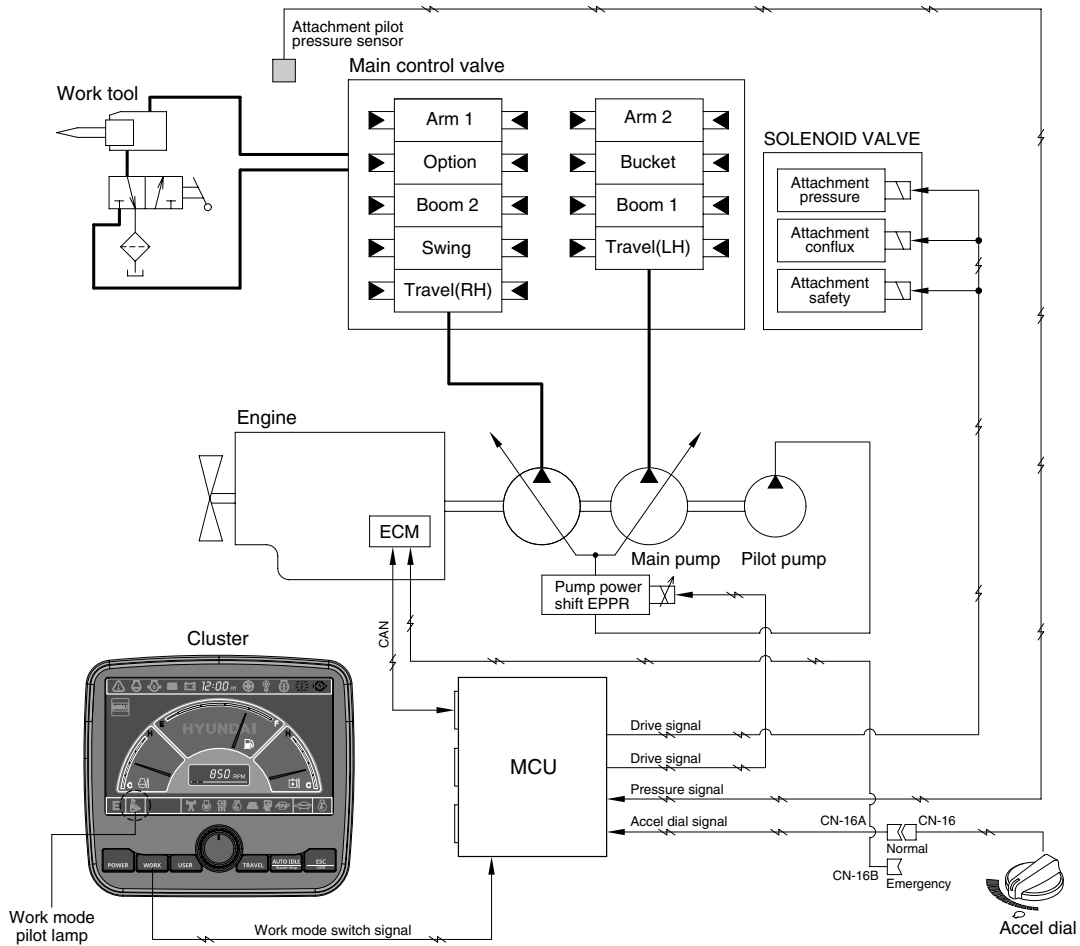 Attachment pilot
pressure sensor
Main control valve
Work tool
Arm 1
Arm 2
Option
Bucket
Boom 2
Boom 1
Swing
Travel(LH)
Travel(RH)
SOLENOID VALVE
Attachment
pressure
Attachment
conflux
Attachment
safety
Engine
ECM
Main pump
Pilot pump
Pump power
shift EPPR
CAN
Cluster
12:00
MENU
E
F
H
H
HYUNDAI
C
C
850 RPM
E
POWER
WORK
USER
TRAVEL
AUTO IDLE
ESC
MCU
Drive signal
Drive signal
Pressure signal
Accel dial signal
CN-16A
CN-16
Normal
CN-16B
Emergency
Accel dial
Work mode
pilot lamp
Work mode switch signal